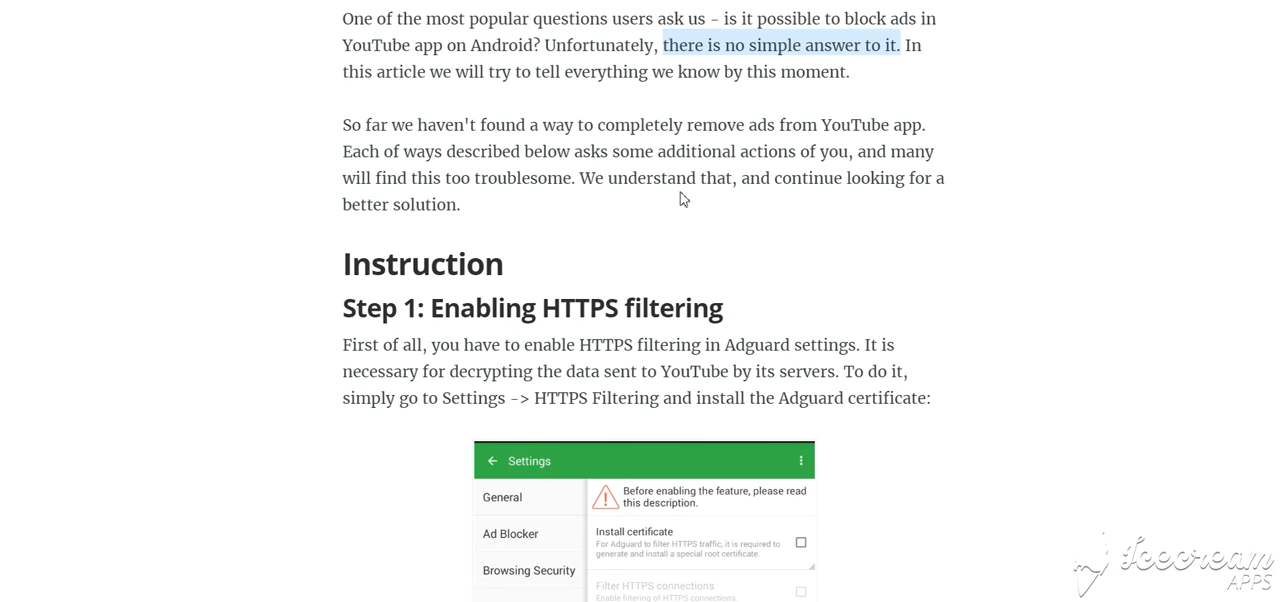 One of the most popular questions users ask us - is it possible to block ads in
YouTube app on Android? Unfortunately, there is no simple answer to it. In
this article we will try to tell everything we know by this moment.
So far we haven't found a way to completely remove ads from YouTube app.
Each of ways described below asks some additional actions of you, and many
will find this too troublesome. We understand that, and continue looking for a
better solution.
Instruction
Step 1: Enabling HTTPS filtering
First of all, you have to enable HTTPS filtering in Adguard settings. It is
necessary for decrypting the data sent to YouTube by its servers. To do it,
simply go to Settings -> HTTPS Filtering and install the Adguard certificate:
Settings
General
Before enabling the feature, please read
this description.
Ad Blocker
Install certificate
For Adguard to filter HTTPS traffic, it is required to
generate and install a special root certificate.
Browsing Security
Filter HTTPS connections
Enable filtering of HTTPS connections.
Icecream
APPS